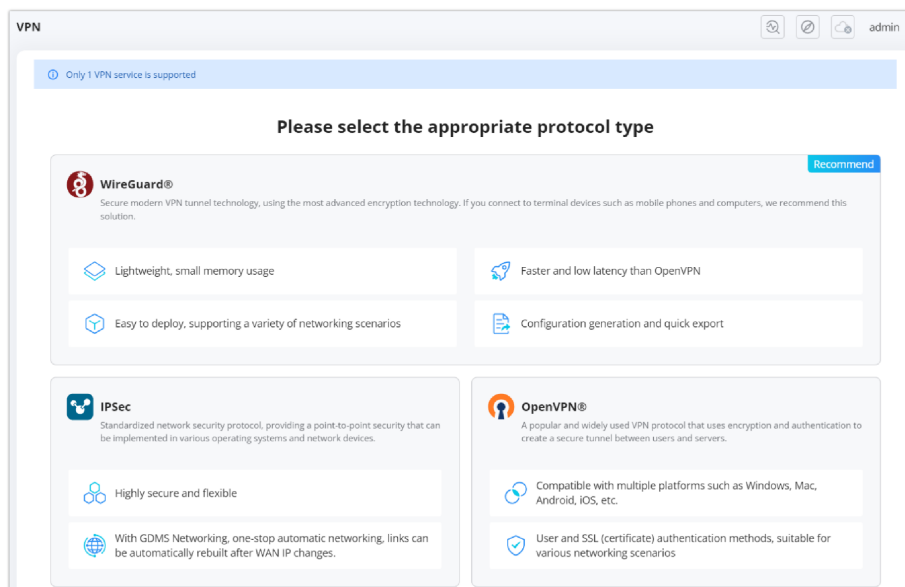 VPN
admin
Only 1 VPN service is supported
Please select the appropriate protocol type
Recommend
WireGuard®
Secure modern VPN tunnel technology, using the most advanced encryption technology. If you connect to terminal devices such as mobile phones and computers, we recommend this
solution.
Lightweight, small memory usage
Faster and low latency than OpenVPN
Easy to deploy, supporting a variety of networking scenarios
Configuration generation and quick export
IPSec
Standardized network security protocol, providing a point-to-point security that can
be implemented in various operating systems and network devices.
Highly secure and flexible
With GDMS Networking, one-stop automatic networking, links can
be automatically rebuilt after WAN IP changes.
OpenVPN®
A popular and widely used VPN protocol that uses encryption and authentication to
create a secure tunnel between users and servers.
Compatible with multiple platforms such as Windows, Mac,
Android, iOS, etc.
User and SSL (certificate) authentication methods, suitable for
various networking scenarios